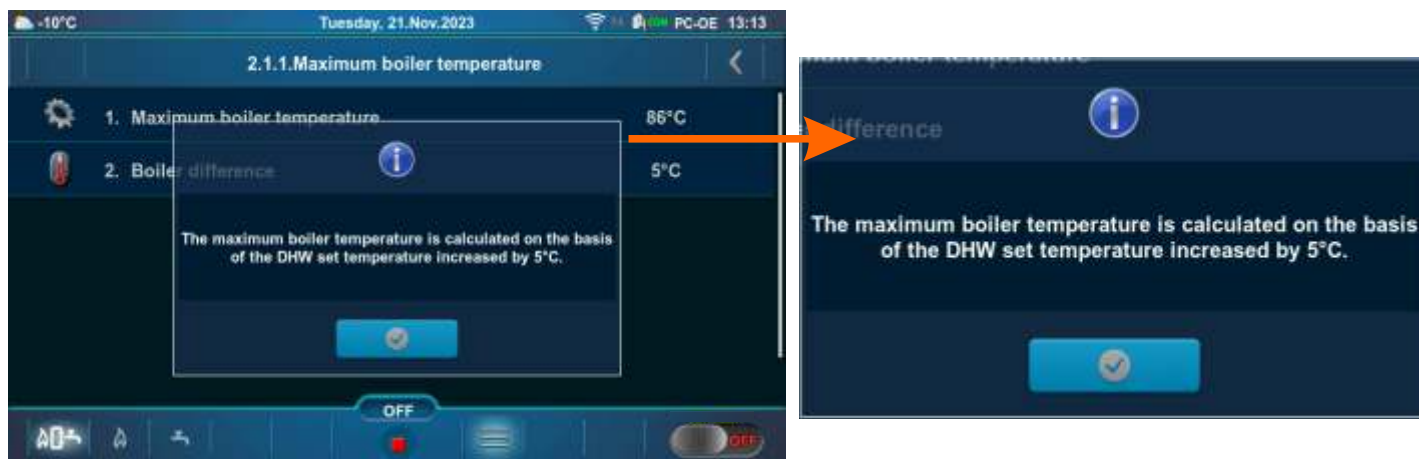 -10°C
Tuesday, 21.Nov.2023
PC-OE 13:13
2.1.1.Maximum boiler temperature
1. Maximum boiler temperature
86°C
2. Boiler difference
5°C
The maximum boiler temperature is calculated on the basis
of the DHW set temperature increased by 5°C.
OFF
OFF
maximum boiler temperature
difference
The maximum boiler temperature is calculated on the basis
of the DHW set temperature increased by 5°C.